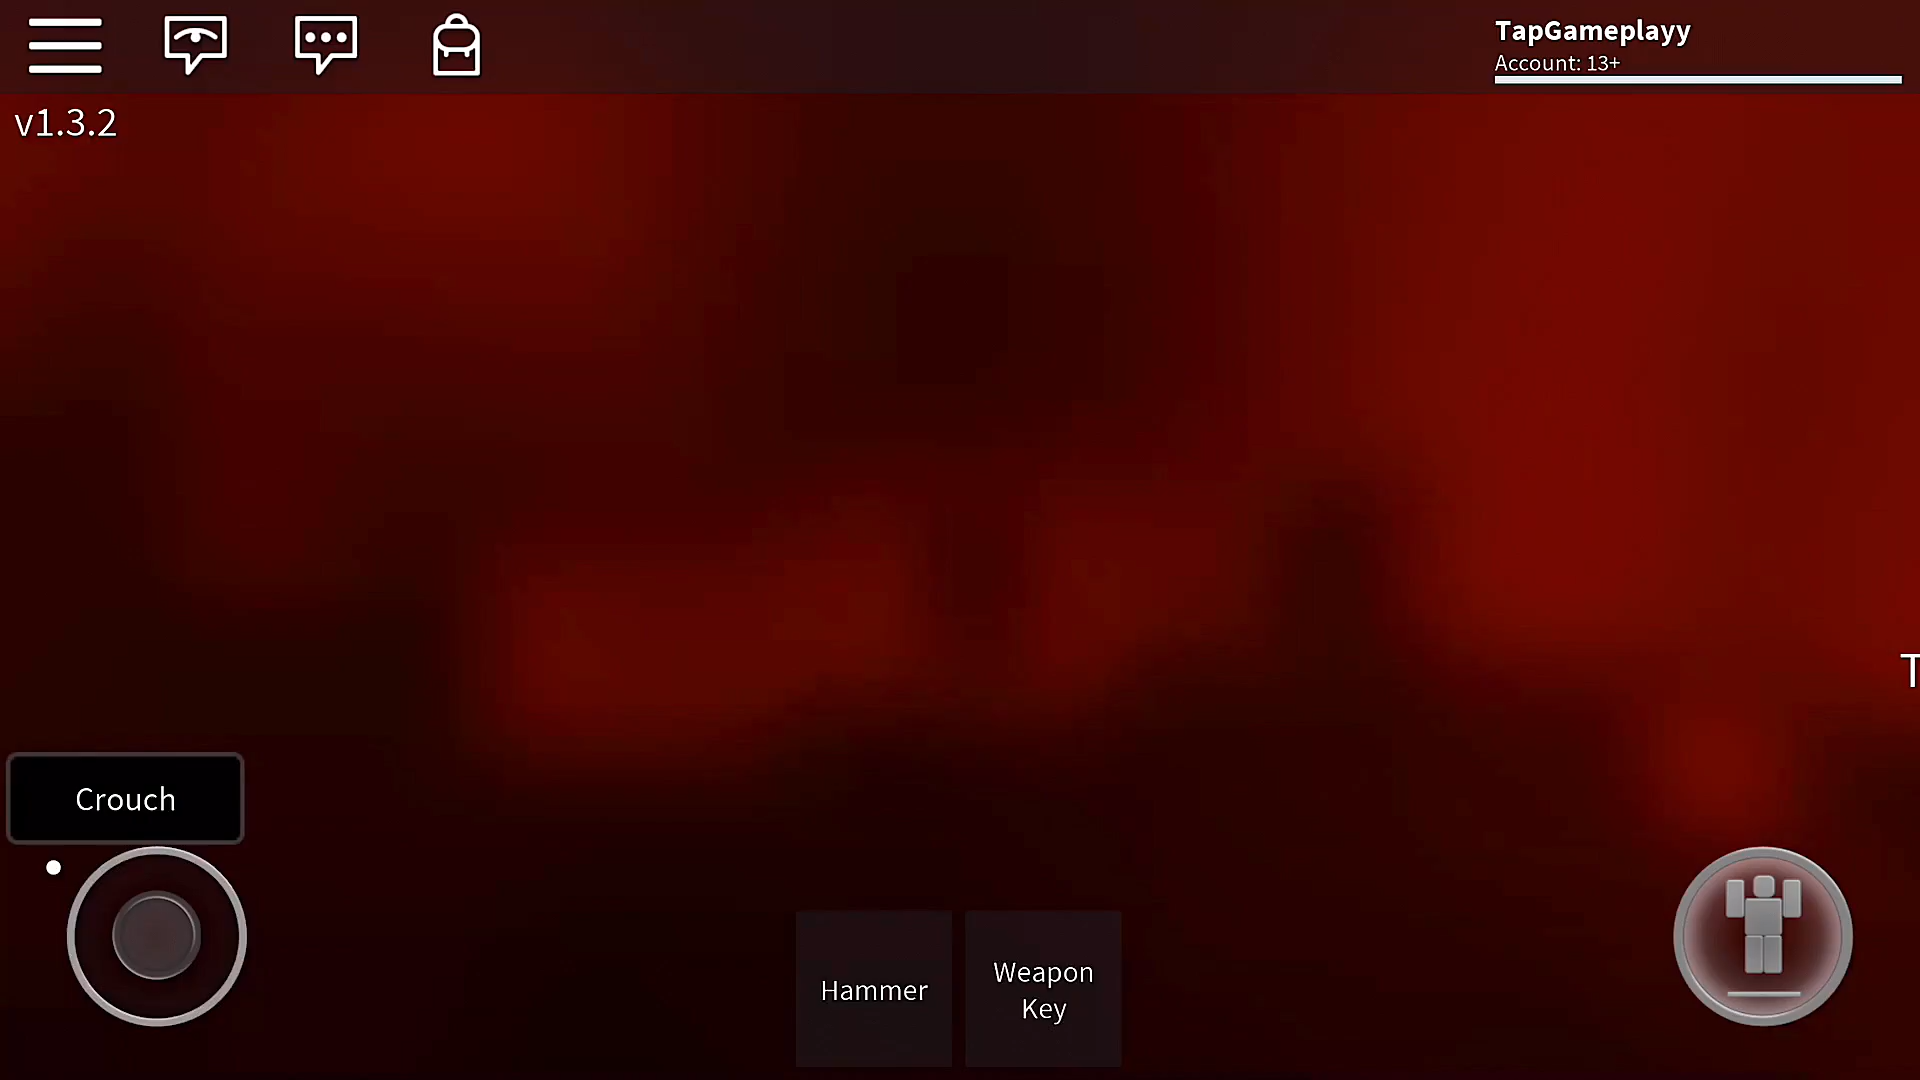 TapGameplayy
Account: 13+
v1.3.2
T
Crouch
Hammer
Weapon
Key